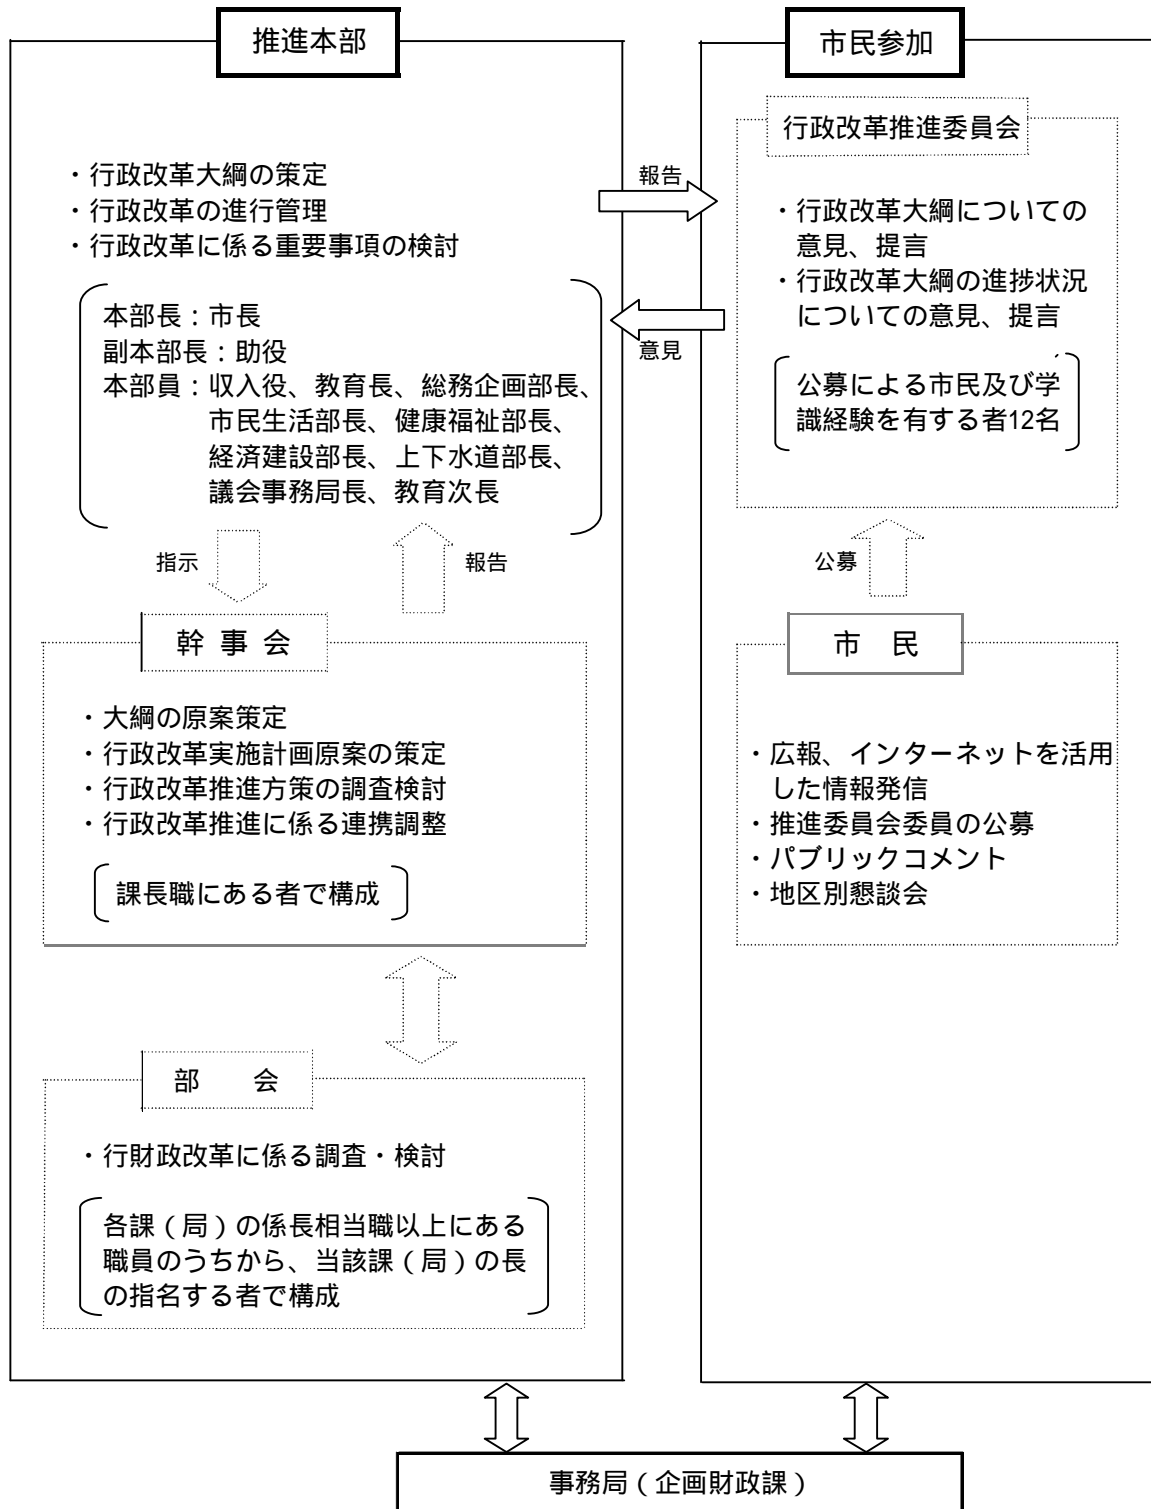 推進本部
・行政改革大綱の策定
・行政改革の進行管理
・行政改革に係る重要事項の検討
本部長：市長
副本部長：助役
本部員：収入役、教育長、総務企画部長、
市民生活部長、健康福祉部長、
経済建設部長、上下水道部長、
議会事務局長、教育次長
指示
報告
幹 事 会
・大綱の原案策定
・行政改革実施計画原案の策定
・行政改革推進方策の調査検討
・行政改革推進に係る連携調整
課長職にある者で構成
部　　会
・行財政改革に係る調査・検討
各課（局）の係長相当職以上にある
職員のうちから、当該課（局）の長
の指名する者で構成
報告
意見
市民参加
行政改革推進委員会
・行政改革大綱についての
意見、提言
・行政改革大綱の進捗状況
についての意見、提言
公募による市民及び学
識経験を有する者12名
公募
市　民
・広報、インターネットを活用
した情報発信
・推進委員会委員の公募
・パブリックコメント
・地区別懇談会
事務局（企画財政課）